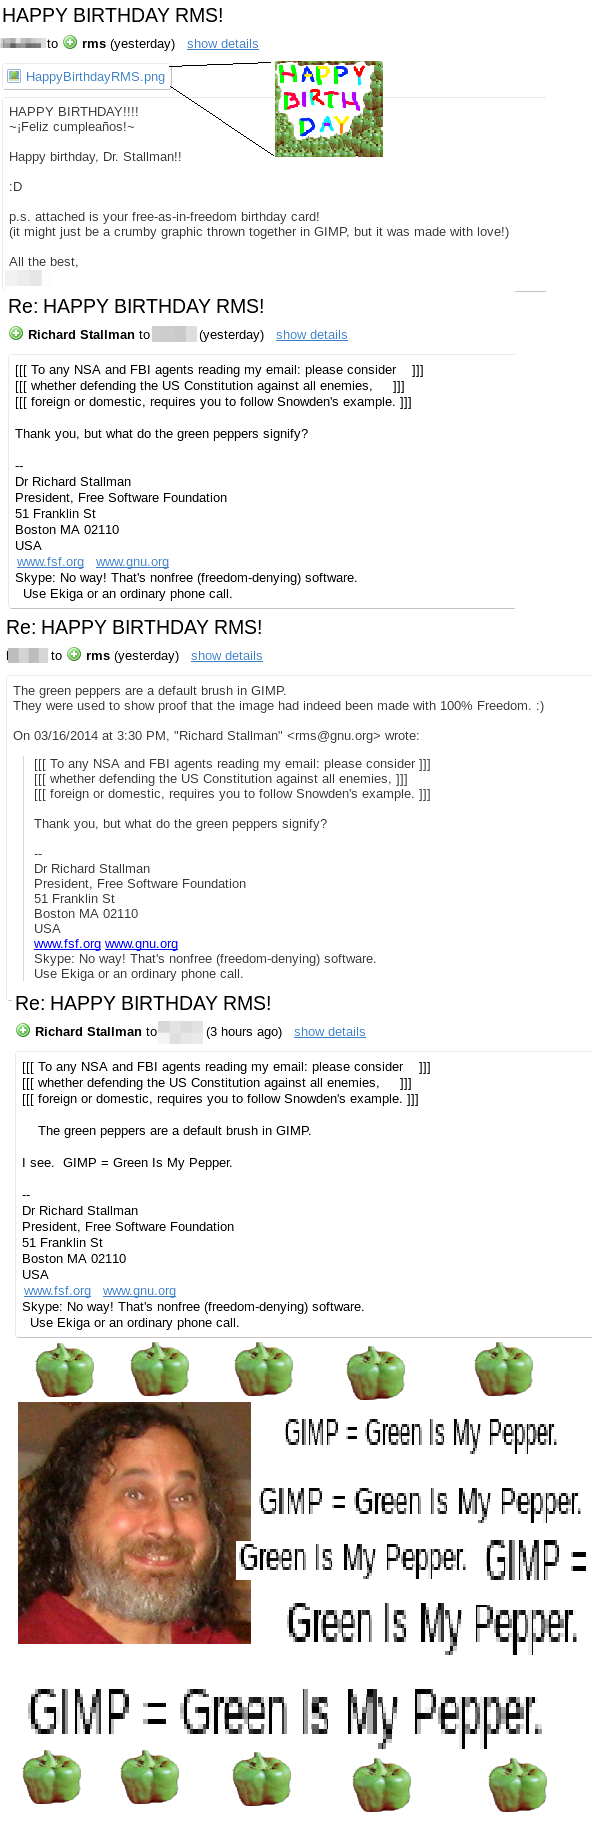 HAPPY BIRTHDAY RMS!
to rms (yesterday) show details
HappyBirthdayRMS.png
HAPPY
BIRTH
DAY
HAPPY BIRTHDAY!!!!
~¡Feliz cumpleaños!~
Happy birthday, Dr. Stallman!!
:D
p.s. attached is your free-as-in-freedom birthday card!
(it might just be a crumby graphic thrown together in GIMP, but it was made with love!)
All the best,
Re: HAPPY BIRTHDAY RMS!
Richard Stallman to (yesterday) show details
[[[ To any NSA and FBI agents reading my email: please consider ]]]
[[[ whether defending the US Constitution against all enemies, ]]]
[[[ foreign or domestic, requires you to follow Snowden's example. ]]]
Thank you, but what do the green peppers signify?
--
Dr Richard Stallman
President, Free Software Foundation
51 Franklin St
Boston MA 02110
USA
www.fsf.org www.gnu.org
Skype: No way! That's nonfree (freedom-denying) software.
Use Ekiga or an ordinary phone call.
Re: HAPPY BIRTHDAY RMS!
to rms (yesterday) show details
The green peppers are a default brush in GIMP.
They were used to show proof that the image had indeed been made with 100% Freedom. :)
On 03/16/2014 at 3:30 PM, "Richard Stallman" <rms@gnu.org> wrote:
[[[ To any NSA and FBI agents reading my email: please consider ]]]
[[[ whether defending the US Constitution against all enemies, ]]]
[[[ foreign or domestic, requires you to follow Snowden's example. ]]]
Thank you, but what do the green peppers signify?
--
Dr Richard Stallman
President, Free Software Foundation
51 Franklin St
Boston MA 02110
USA
www.fsf.org www.gnu.org
Skype: No way! That's nonfree (freedom-denying) software.
Use Ekiga or an ordinary phone call.
Re: HAPPY BIRTHDAY RMS!
Richard Stallman to (3 hours ago) show details
[[[ To any NSA and FBI agents reading my email: please consider ]]]
[[[ whether defending the US Constitution against all enemies, ]]]
[[[ foreign or domestic, requires you to follow Snowden's example. ]]]
The green peppers are a default brush in GIMP.
I see. GIMP = Green Is My Pepper.
--
Dr Richard Stallman
President, Free Software Foundation
51 Franklin St
Boston MA 02110
USA
www.fsf.org www.gnu.org
Skype: No way! That's nonfree (freedom-denying) software.
Use Ekiga or an ordinary phone call.
GIMP = Green Is My Pepper.
GIMP = Green Is My Pepper.
Green Is My Pepper. GIMP =
Green Is My Pepper.
GIMP = Green Is My Pepper.